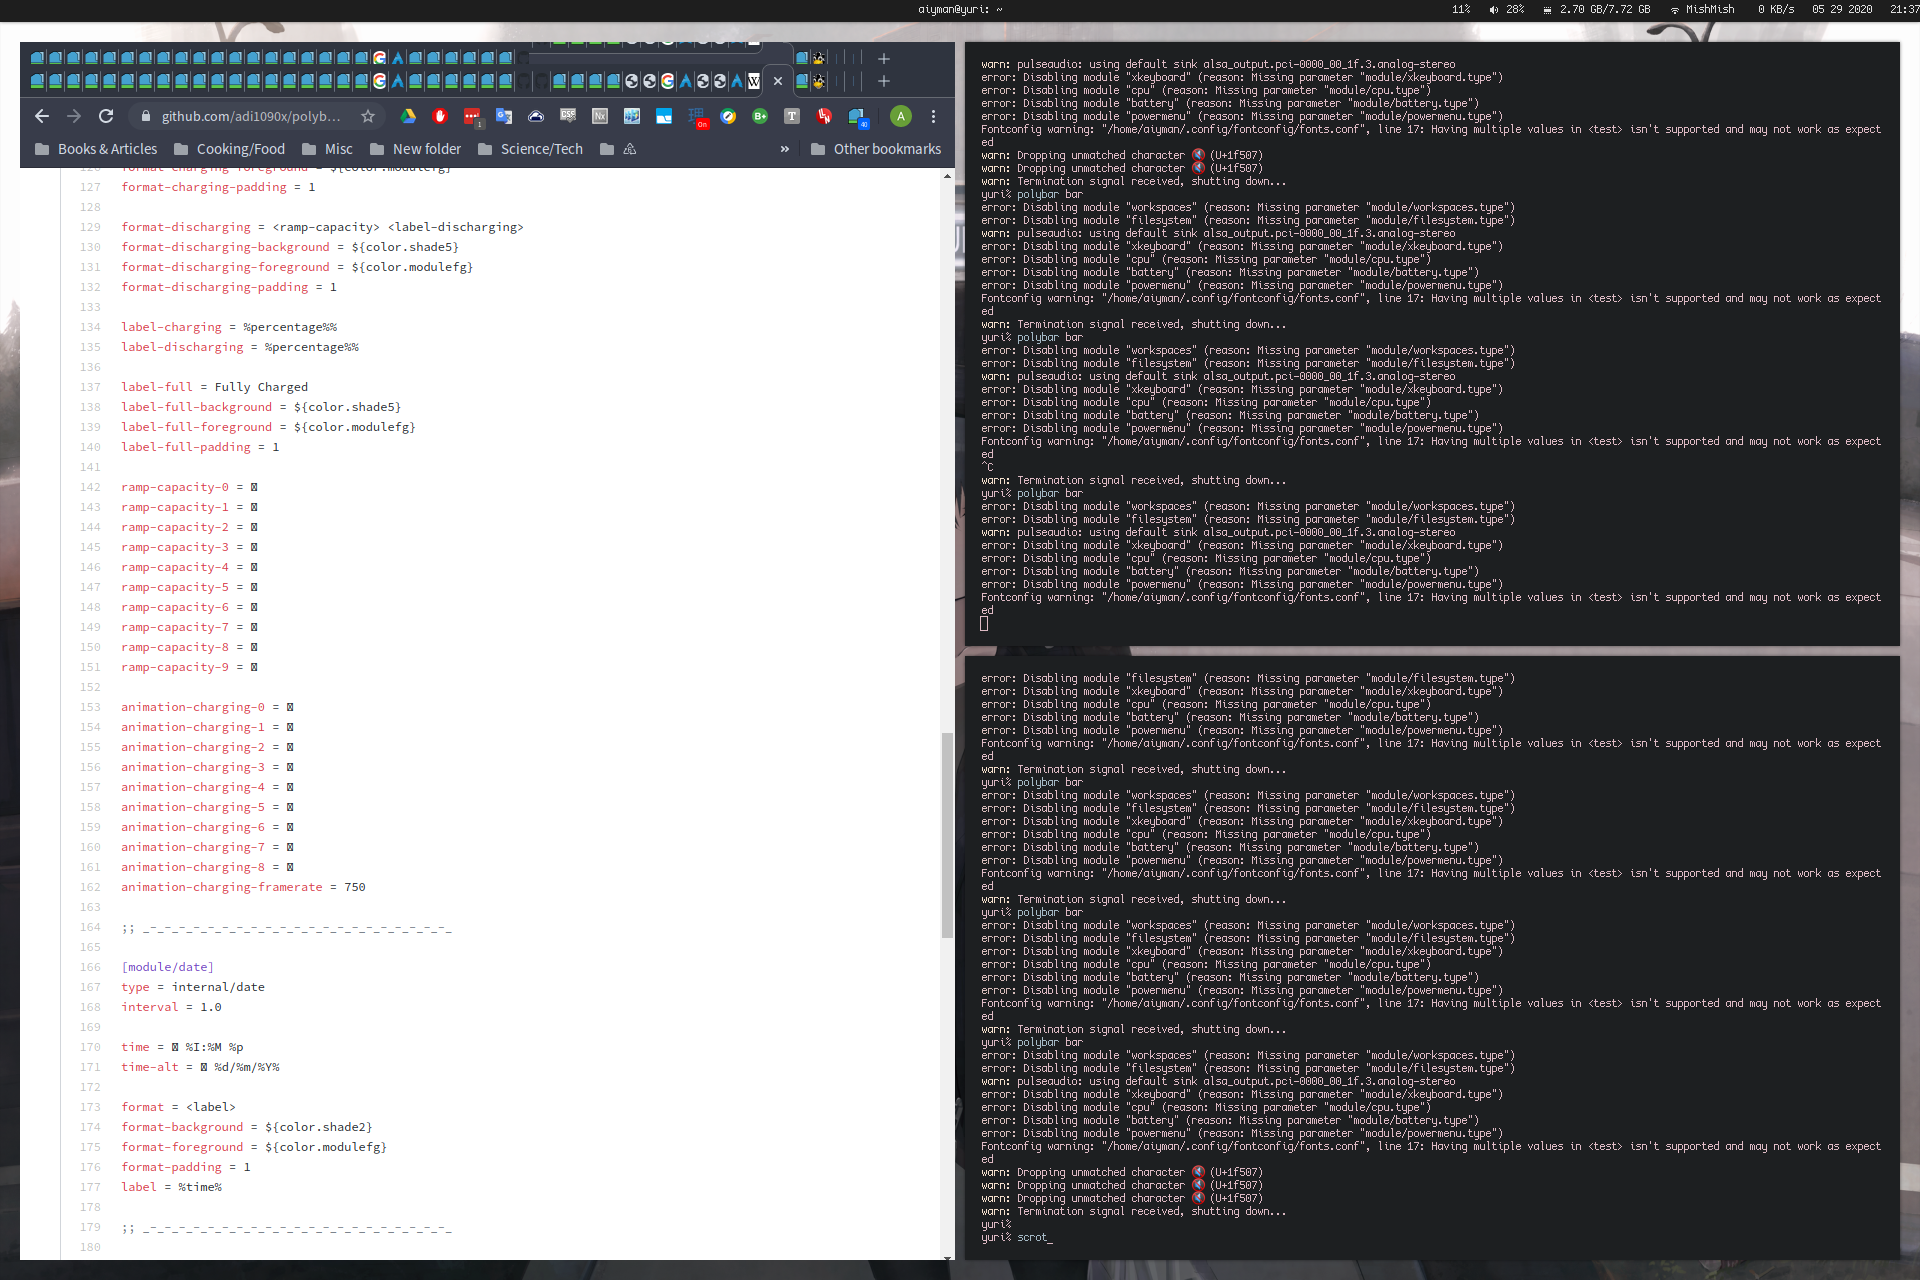 aiyman@yuri: ~
11% 28% 2.70 GB/7.72 GB MishMish 0 KB/s 05 29 2020 21:37
github.com/adi1090x/polyb...
Books & Articles Cooking/Food Misc New folder Science/Tech » Other bookmarks
126 format-charging-foreground = ${color.modulefg}
127 format-charging-padding = 1
128
129 format-discharging = <ramp-capacity> <label-discharging>
130 format-discharging-background = ${color.shade5}
131 format-discharging-foreground = ${color.modulefg}
132 format-discharging-padding = 1
133
134 label-charging = %percentage%%
135 label-discharging = %percentage%%
136
137 label-full = Fully Charged
138 label-full-background = ${color.shade5}
139 label-full-foreground = ${color.modulefg}
140 label-full-padding = 1
141
142 ramp-capacity-0 =
143 ramp-capacity-1 =
144 ramp-capacity-2 =
145 ramp-capacity-3 =
146 ramp-capacity-4 =
147 ramp-capacity-5 =
148 ramp-capacity-6 =
149 ramp-capacity-7 =
150 ramp-capacity-8 =
151 ramp-capacity-9 =
152
153 animation-charging-0 =
154 animation-charging-1 =
155 animation-charging-2 =
156 animation-charging-3 =
157 animation-charging-4 =
158 animation-charging-5 =
159 animation-charging-6 =
160 animation-charging-7 =
161 animation-charging-8 =
162 animation-charging-framerate = 750
163
164 ;; _-_-_-_-_-_-_-_-_-_-_-_-_-_-_-_-_-_-_-_-_-_
165
166 [module/date]
167 type = internal/date
168 interval = 1.0
169
170 time = %I:%M %p
171 time-alt = %d/%m/%Y%
172
173 format = <label>
174 format-background = ${color.shade2}
175 format-foreground = ${color.modulefg}
176 format-padding = 1
177 label = %time%
178
179 ;; _-_-_-_-_-_-_-_-_-_-_-_-_-_-_-_-_-_-_-_-_-_
180
warn: pulseaudio: using default sink alsa_output.pci-0000_00_1f.3.analog-stereo
error: Disabling module "xkeyboard" (reason: Missing parameter "module/xkeyboard.type")
error: Disabling module "cpu" (reason: Missing parameter "module/cpu.type")
error: Disabling module "battery" (reason: Missing parameter "module/battery.type")
error: Disabling module "powermenu" (reason: Missing parameter "module/powermenu.type")
Fontconfig warning: "/home/aiyman/.config/fontconfig/fonts.conf", line 17: Having multiple values in <test> isn't supported and may not work as expect
ed
warn: Dropping unmatched character 🔇 (U+1f507)
warn: Dropping unmatched character 🔇 (U+1f507)
warn: Termination signal received, shutting down...
yuri% polybar bar
error: Disabling module "workspaces" (reason: Missing parameter "module/workspaces.type")
error: Disabling module "filesystem" (reason: Missing parameter "module/filesystem.type")
warn: pulseaudio: using default sink alsa_output.pci-0000_00_1f.3.analog-stereo
error: Disabling module "xkeyboard" (reason: Missing parameter "module/xkeyboard.type")
error: Disabling module "cpu" (reason: Missing parameter "module/cpu.type")
error: Disabling module "battery" (reason: Missing parameter "module/battery.type")
error: Disabling module "powermenu" (reason: Missing parameter "module/powermenu.type")
Fontconfig warning: "/home/aiyman/.config/fontconfig/fonts.conf", line 17: Having multiple values in <test> isn't supported and may not work as expect
ed
warn: Termination signal received, shutting down...
yuri% polybar bar
error: Disabling module "workspaces" (reason: Missing parameter "module/workspaces.type")
error: Disabling module "filesystem" (reason: Missing parameter "module/filesystem.type")
warn: pulseaudio: using default sink alsa_output.pci-0000_00_1f.3.analog-stereo
error: Disabling module "xkeyboard" (reason: Missing parameter "module/xkeyboard.type")
error: Disabling module "cpu" (reason: Missing parameter "module/cpu.type")
error: Disabling module "battery" (reason: Missing parameter "module/battery.type")
error: Disabling module "powermenu" (reason: Missing parameter "module/powermenu.type")
Fontconfig warning: "/home/aiyman/.config/fontconfig/fonts.conf", line 17: Having multiple values in <test> isn't supported and may not work as expect
ed
^C
warn: Termination signal received, shutting down...
yuri% polybar bar
error: Disabling module "workspaces" (reason: Missing parameter "module/workspaces.type")
error: Disabling module "filesystem" (reason: Missing parameter "module/filesystem.type")
warn: pulseaudio: using default sink alsa_output.pci-0000_00_1f.3.analog-stereo
error: Disabling module "xkeyboard" (reason: Missing parameter "module/xkeyboard.type")
error: Disabling module "cpu" (reason: Missing parameter "module/cpu.type")
error: Disabling module "battery" (reason: Missing parameter "module/battery.type")
error: Disabling module "powermenu" (reason: Missing parameter "module/powermenu.type")
Fontconfig warning: "/home/aiyman/.config/fontconfig/fonts.conf", line 17: Having multiple values in <test> isn't supported and may not work as expect
ed
error: Disabling module "filesystem" (reason: Missing parameter "module/filesystem.type")
error: Disabling module "xkeyboard" (reason: Missing parameter "module/xkeyboard.type")
error: Disabling module "cpu" (reason: Missing parameter "module/cpu.type")
error: Disabling module "battery" (reason: Missing parameter "module/battery.type")
error: Disabling module "powermenu" (reason: Missing parameter "module/powermenu.type")
Fontconfig warning: "/home/aiyman/.config/fontconfig/fonts.conf", line 17: Having multiple values in <test> isn't supported and may not work as expect
ed
warn: Termination signal received, shutting down...
yuri% polybar bar
error: Disabling module "workspaces" (reason: Missing parameter "module/workspaces.type")
error: Disabling module "filesystem" (reason: Missing parameter "module/filesystem.type")
error: Disabling module "xkeyboard" (reason: Missing parameter "module/xkeyboard.type")
error: Disabling module "cpu" (reason: Missing parameter "module/cpu.type")
error: Disabling module "battery" (reason: Missing parameter "module/battery.type")
error: Disabling module "powermenu" (reason: Missing parameter "module/powermenu.type")
Fontconfig warning: "/home/aiyman/.config/fontconfig/fonts.conf", line 17: Having multiple values in <test> isn't supported and may not work as expect
ed
warn: Termination signal received, shutting down...
yuri% polybar bar
error: Disabling module "workspaces" (reason: Missing parameter "module/workspaces.type")
error: Disabling module "filesystem" (reason: Missing parameter "module/filesystem.type")
error: Disabling module "xkeyboard" (reason: Missing parameter "module/xkeyboard.type")
error: Disabling module "cpu" (reason: Missing parameter "module/cpu.type")
error: Disabling module "battery" (reason: Missing parameter "module/battery.type")
error: Disabling module "powermenu" (reason: Missing parameter "module/powermenu.type")
Fontconfig warning: "/home/aiyman/.config/fontconfig/fonts.conf", line 17: Having multiple values in <test> isn't supported and may not work as expect
ed
warn: Termination signal received, shutting down...
yuri% polybar bar
error: Disabling module "workspaces" (reason: Missing parameter "module/workspaces.type")
error: Disabling module "filesystem" (reason: Missing parameter "module/filesystem.type")
warn: pulseaudio: using default sink alsa_output.pci-0000_00_1f.3.analog-stereo
error: Disabling module "xkeyboard" (reason: Missing parameter "module/xkeyboard.type")
error: Disabling module "cpu" (reason: Missing parameter "module/cpu.type")
error: Disabling module "battery" (reason: Missing parameter "module/battery.type")
error: Disabling module "powermenu" (reason: Missing parameter "module/powermenu.type")
Fontconfig warning: "/home/aiyman/.config/fontconfig/fonts.conf", line 17: Having multiple values in <test> isn't supported and may not work as expect
ed
warn: Dropping unmatched character 🔇 (U+1f507)
warn: Dropping unmatched character 🔇 (U+1f507)
warn: Dropping unmatched character 🔇 (U+1f507)
warn: Termination signal received, shutting down...
yuri%
yuri% scrot_